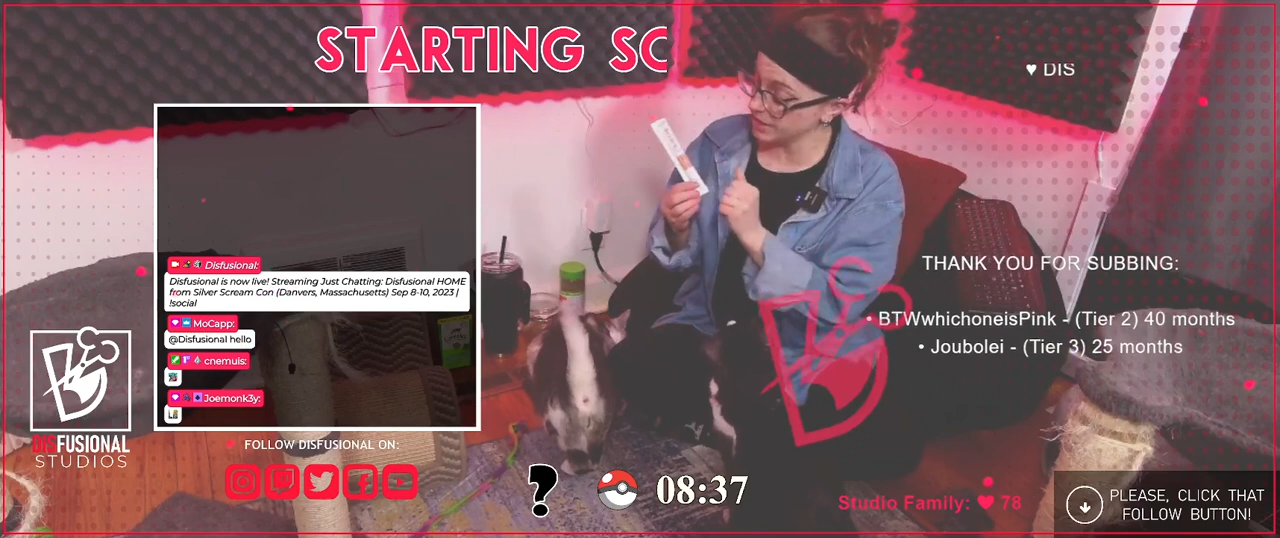 STARTING SC
♥ DIS
Disfusional:
Disfusional is now live! Streaming Just Chatting: Disfusional HOME
from Silver Scream Con (Danvers, Massachusetts) Sep 8-10, 2023 |
!social
MoCapp:
@Disfusional hello
cnemuis:
Joemonk3y:
DISFUSIONAL
STUDIOS
FOLLOW DISFUSIONAL ON:
?
08:37
THANK YOU FOR SUBBING:
• BTWwhichoneisPink - (Tier 2) 40 months
• Joubolei - (Tier 3) 25 months
Studio Family: ♥ 78
PLEASE, CLICK THAT
FOLLOW BUTTON!